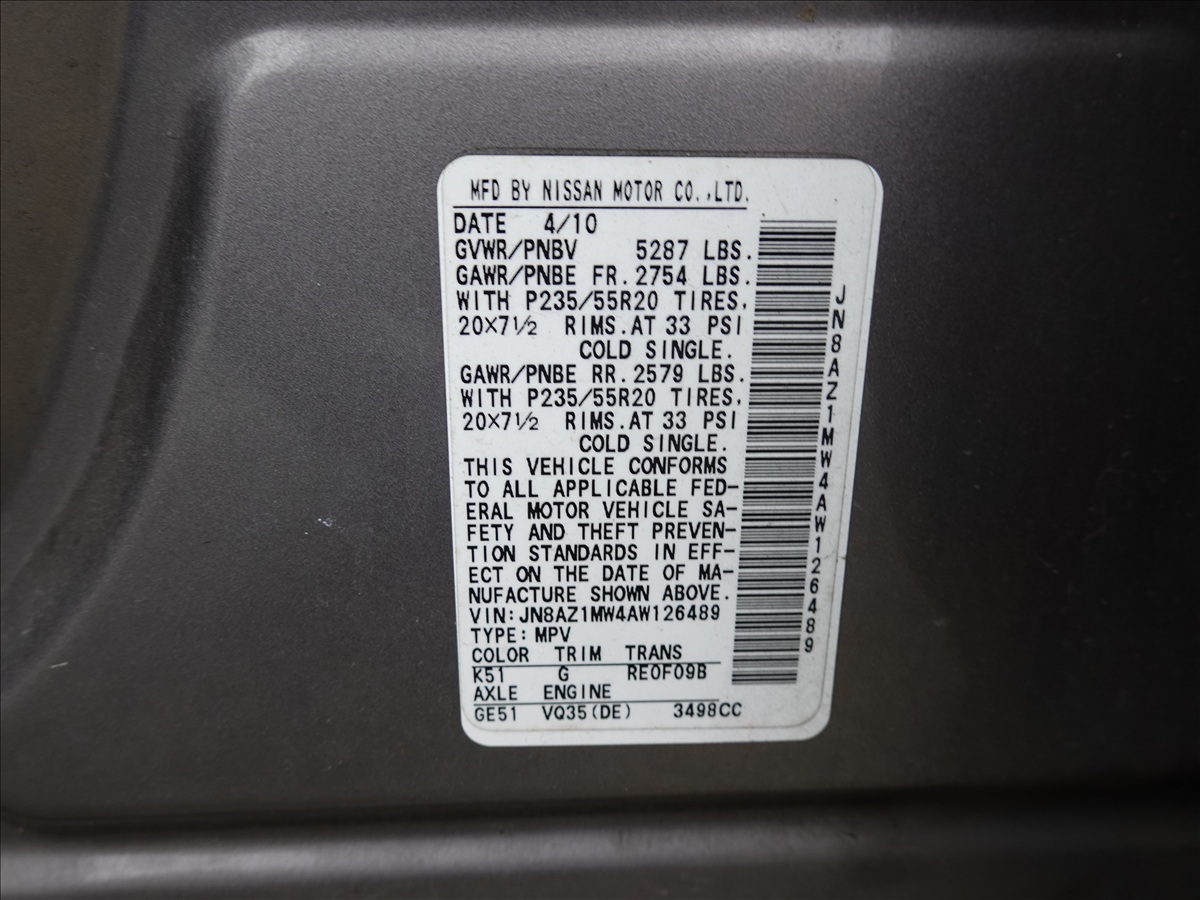 MFD BY NISSAN MOTOR CO.,LTD.
DATE 4/10
GVWR/PNBV 5287 LBS.
GAWR/PNBE FR.2754 LBS.
WITH P235/55R20 TIRES.
20×7½ RIMS.AT 33 PSI
COLD SINGLE.
GAWR/PNBE RR.2579 LBS.
WITH P235/55R20 TIRES.
20×7½ RIMS.AT 33 PSI
COLD SINGLE.
THIS VEHICLE CONFORMS
TO ALL APPLICABLE FED-
ERAL MOTOR VEHICLE SA-
FETY AND THEFT PREVEN-
TION STANDARDS IN EFF-
ECT ON THE DATE OF MA-
NUFACTURE SHOWN ABOVE.
VIN:JN8AZ1MW4AW126489
TYPE:MPV
COLOR TRIM TRANS
K51 G RE0F09B
AXLE ENGINE
GE51 VQ35(DE) 3498CC
JN8AZ1MW4AW126489